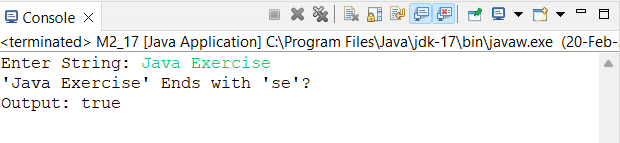 Console
<terminated> M2_17 [Java Application] C:\Program Files\Java\jdk-17\bin\javaw.exe (20-Feb-
Enter String: Java Exercise
'Java Exercise' Ends with 'se'?
Output: true